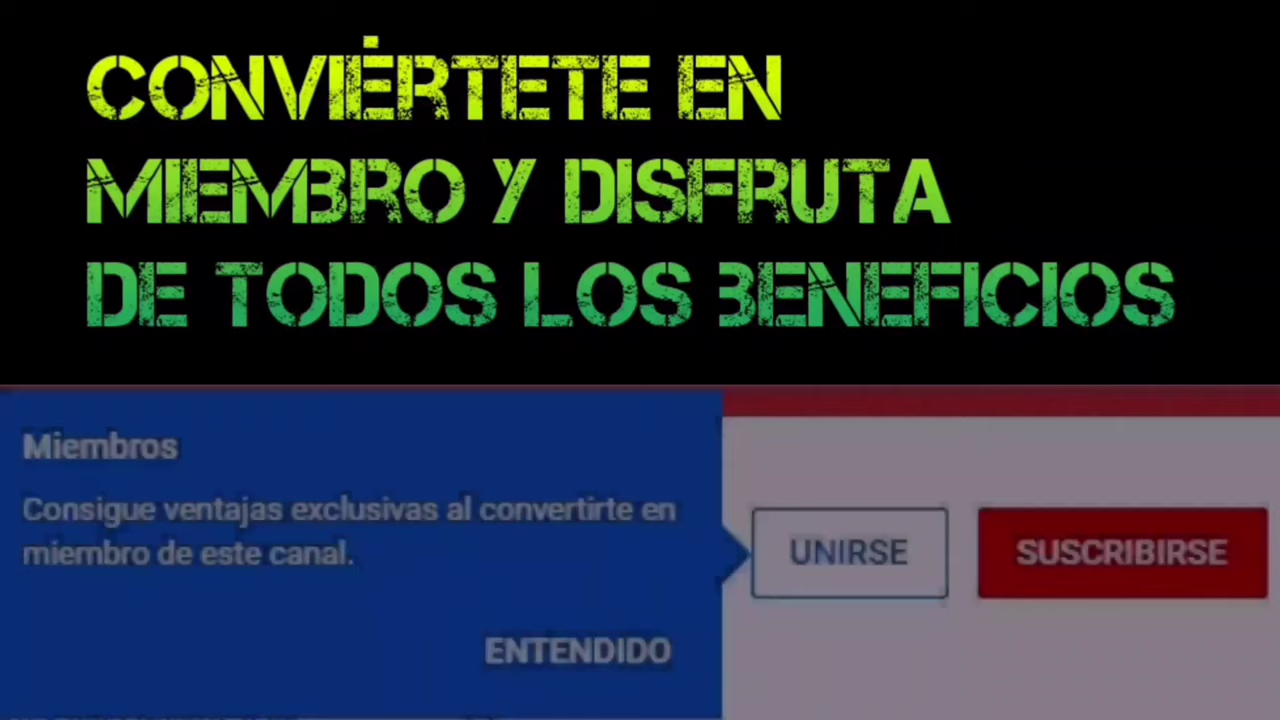 CONVIÉRTETE EN
MIEMBRO Y DISFRUTA
DE TODOS LOS BENEFICIOS
Miembros
Consigue ventajas exclusivas al convertirte en
miembro de este canal.
ENTENDIDO
UNIRSE
SUSCRIBIRSE